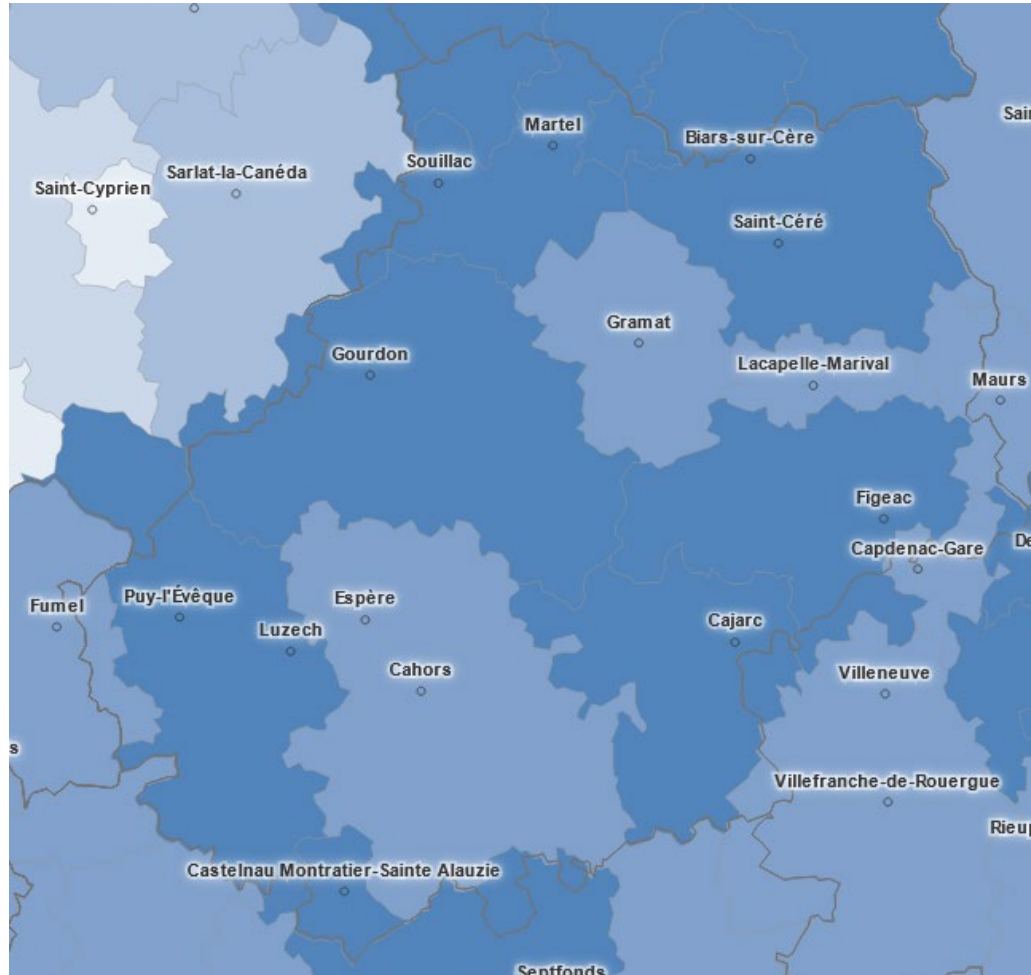 Martel
Biars-sur-Cère
Souillac
Sarlat-la-Canéda
Saint-Cyprien
Saint-Céré
Gramat
Gourdon
Lacapelle-Marival
Maurs
Figeac
Capdenac-Gare
Puy-l'Évêque
Espère
Fumel
Luzech
Cajarc
Cahors
Villeneuve
s
Villefranche-de-Rouergue
Castelnau Montratier-Sainte Alauzie
Septfonds